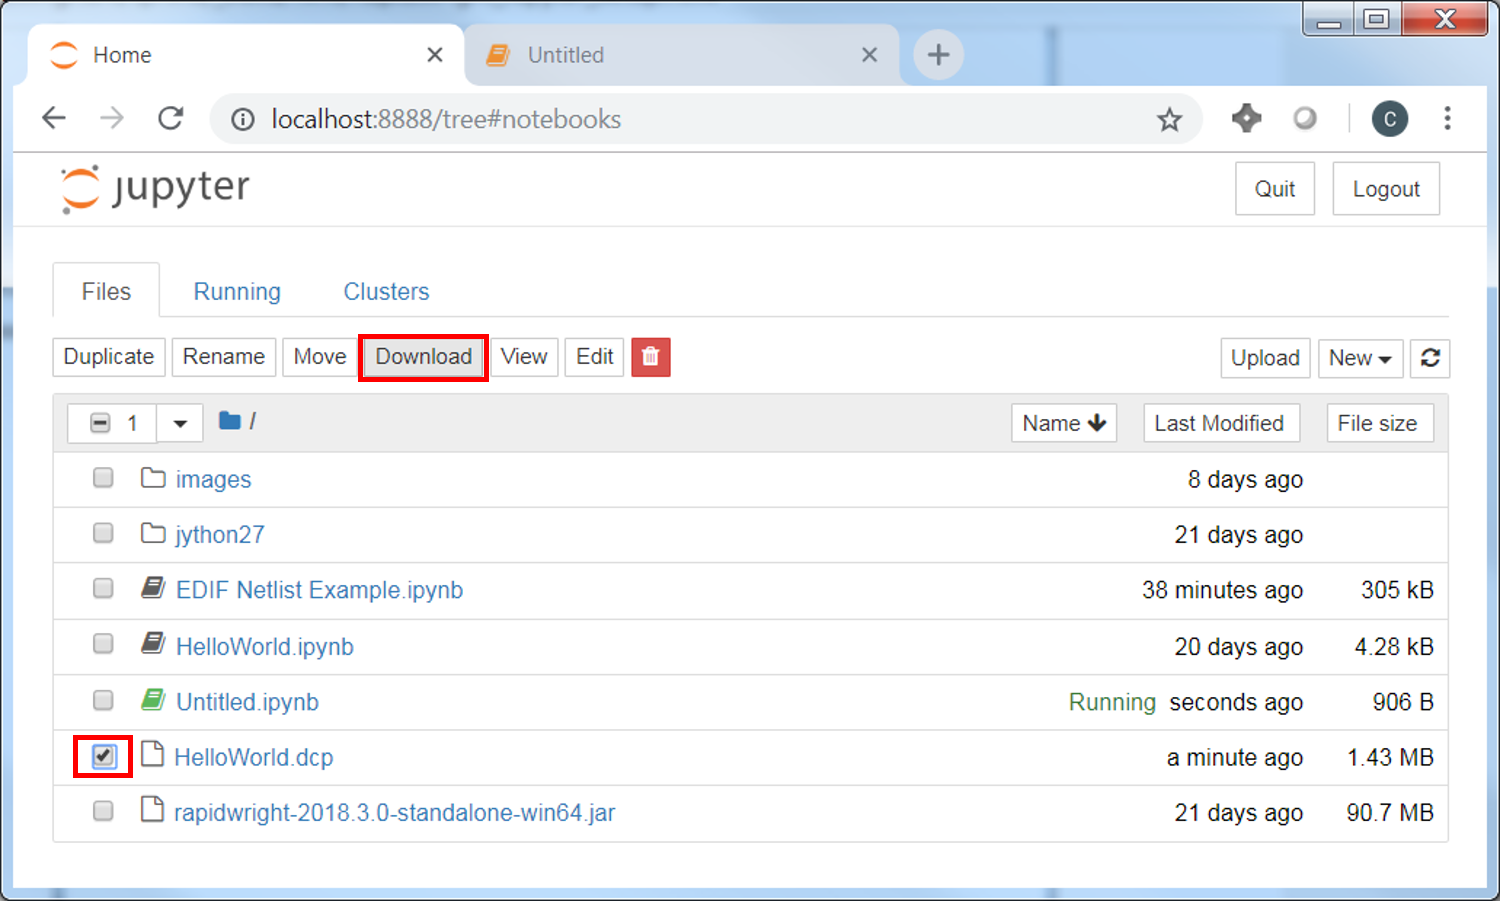 Home Untitled
localhost:8888/tree#notebooks C
jupyter Quit Logout
Files Running Clusters
Duplicate Rename Move Download View Edit Upload New
1 / Name Last Modified File size
images 8 days ago
jython27 21 days ago
EDIF Netlist Example.ipynb 38 minutes ago 305 kB
HelloWorld.ipynb 20 days ago 4.28 kB
Untitled.ipynb Running seconds ago 906 B
HelloWorld.dcp a minute ago 1.43 MB
rapidwright-2018.3.0-standalone-win64.jar 21 days ago 90.7 MB